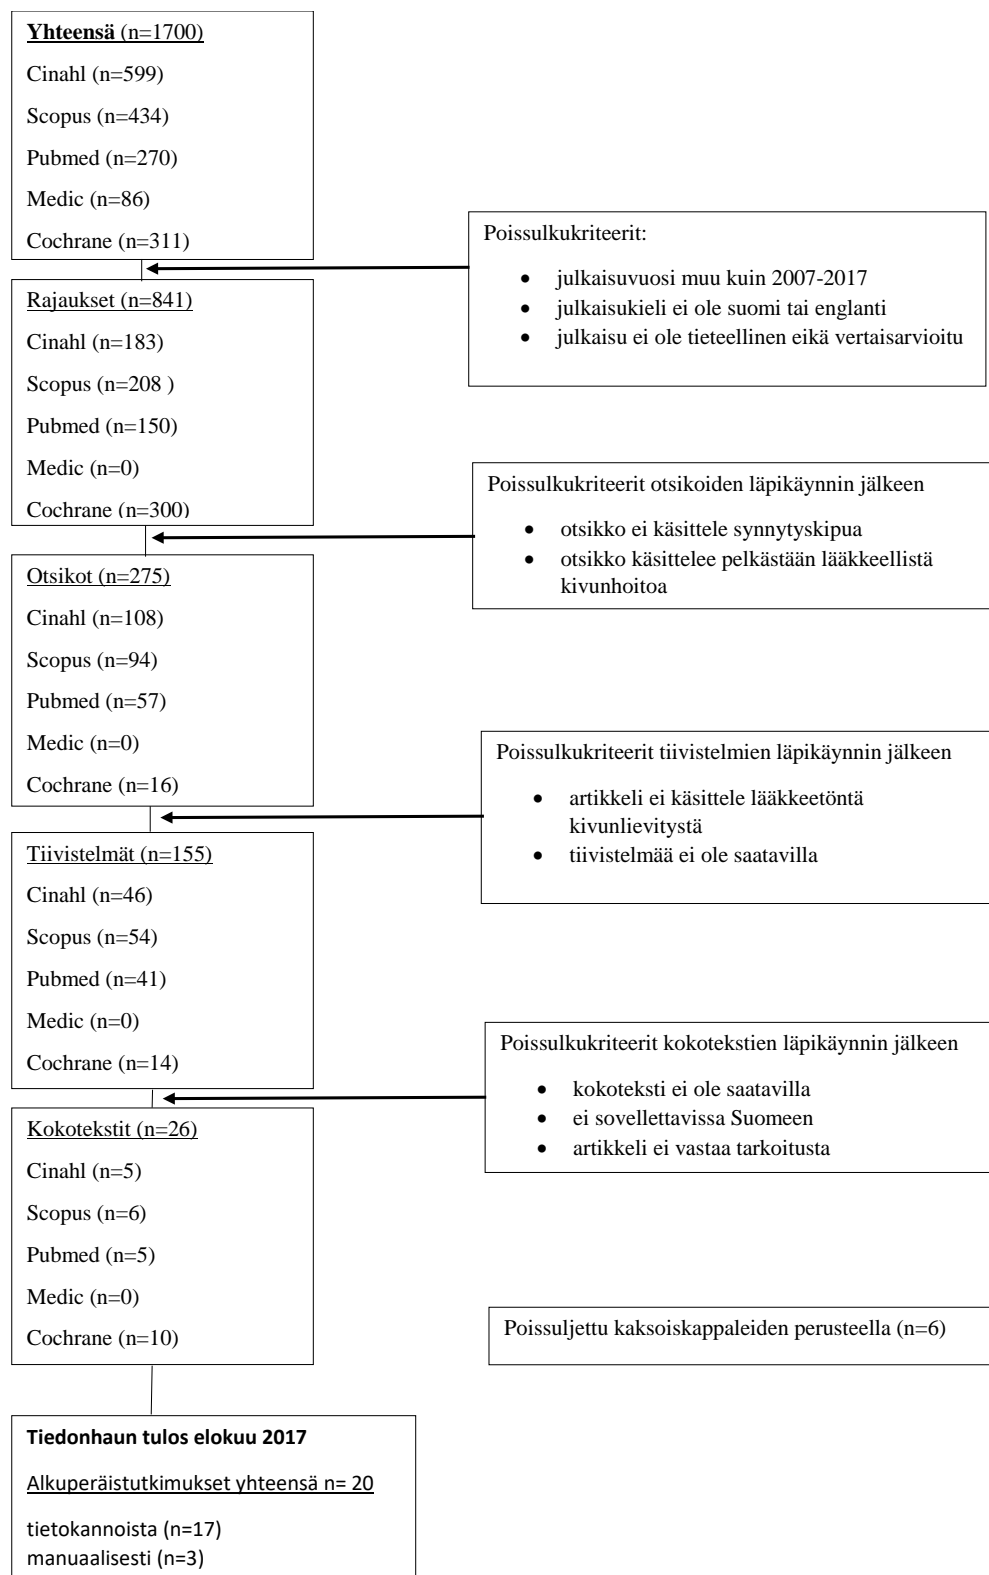 Yhteensä (n=1700)
Cinahl (n=599)
Scopus (n=434)
Pubmed (n=270)
Medic (n=86)
Cochrane (n=311)
Poissulkukriteerit:
• julkaisuvuosi muu kuin 2007-2017
• julkaisukieli ei ole suomi tai englanti
• julkaisu ei ole tieteellinen eikä vertaisarvioitu
Rajaukset (n=841)
Cinahl (n=183)
Scopus (n=208 )
Pubmed (n=150)
Medic (n=0)
Cochrane (n=300)
Poissulkukriteerit otsikoiden läpikäynnin jälkeen
• otsikko ei käsittele synnytyskipua
• otsikko käsittelee pelkästään lääkkeellistä
kivunhoitoa
Otsikot (n=275)
Cinahl (n=108)
Scopus (n=94)
Pubmed (n=57)
Medic (n=0)
Cochrane (n=16)
Poissulkukriteerit tiivistelmien läpikäynnin jälkeen
• artikkeli ei käsittele lääkkeetöntä
kivunlievitystä
• tiivistelmää ei ole saatavilla
Tiivistelmät (n=155)
Cinahl (n=46)
Scopus (n=54)
Pubmed (n=41)
Medic (n=0)
Cochrane (n=14)
Poissulkukriteerit kokotekstien läpikäynnin jälkeen
• kokoteksti ei ole saatavilla
• ei sovellettavissa Suomeen
• artikkeli ei vastaa tarkoitusta
Kokotekstit (n=26)
Cinahl (n=5)
Scopus (n=6)
Pubmed (n=5)
Medic (n=0)
Cochrane (n=10)
Poissuljettu kaksoiskappaleiden perusteella (n=6)
Tiedonhaun tulos elokuu 2017
Alkuperäistutkimukset yhteensä n= 20
tietokannoista (n=17)
manuaalisesti (n=3)